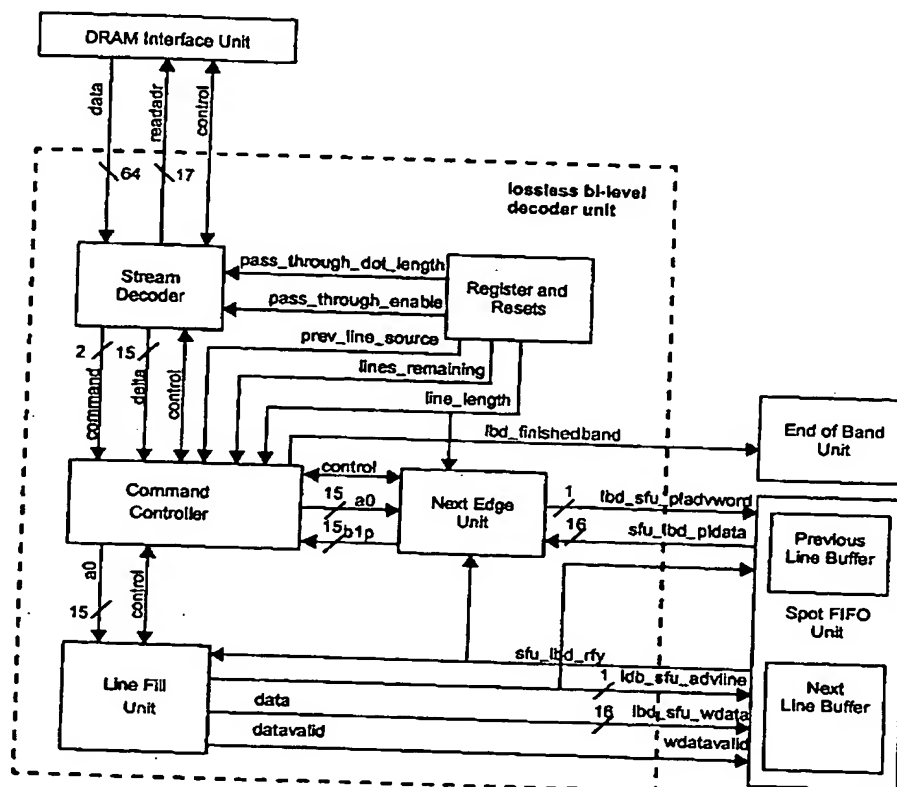 DRAM Interface Unit
data
readadr
control
64
17
lossless bi-level
decoder unit
Stream
Decoder
pass_through_dot_length
pass_through_enable
Register and
Resets
prev_line_source
lines_remaining
line_length
2
15
command
delta
control
lbd_finishedband
End of Band
Unit
Command
Controller
control
15
a0
15
b1p
Next Edge
Unit
1
lbd_sfu_pladvword
16
sfu_lbd_pldata
Previous
Line Buffer
Spot FIFO
Unit
a0
15
control
sfu_lbd_rfy
Line Fill
Unit
1
ldb_sfu_advline
data
16
lbd_sfu_wdata
datavalid
wdatavalid
Next
Line Buffer